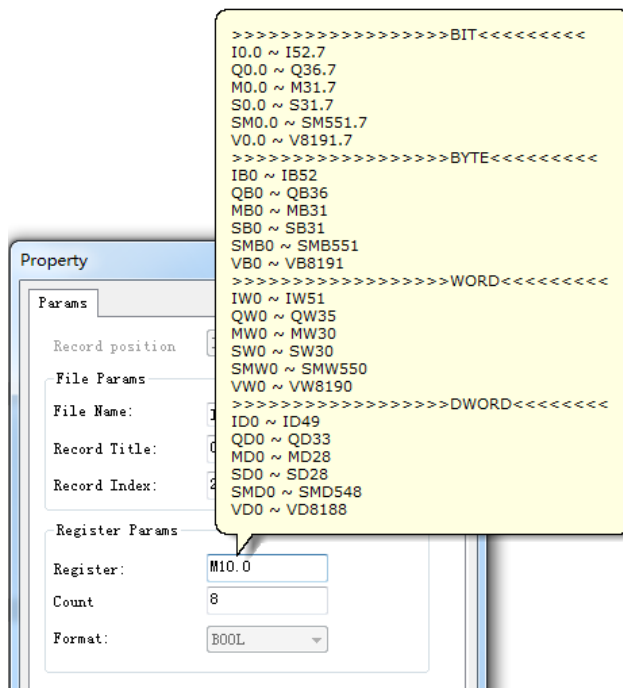 >>>>>>>>>>>>>>>>>>BIT<<<<<<<<<
I0.0 ~ I52.7
Q0.0 ~ Q36.7
M0.0 ~ M31.7
S0.0 ~ S31.7
SM0.0 ~ SM551.7
V0.0 ~ V8191.7
>>>>>>>>>>>>>>>>>>BYTE<<<<<<<<<
IB0 ~ IB52
QB0 ~ QB36
MB0 ~ MB31
SB0 ~ SB31
SMB0 ~ SMB551
VB0 ~ VB8191
>>>>>>>>>>>>>>>>>>WORD<<<<<<<<<
IW0 ~ IW51
QW0 ~ QW35
MW0 ~ MW30
SW0 ~ SW30
SMW0 ~ SMW550
VW0 ~ VW8190
>>>>>>>>>>>>>>>>>>DWORD<<<<<<<<
ID0 ~ ID49
QD0 ~ QD33
MD0 ~ MD28
SD0 ~ SD28
SMD0 ~ SMD548
VD0 ~ VD8188
Property
Params
Record position
File Params
File Name:
Record Title:
Record Index:
Register Params
Register: M10.0
Count 8
Format: BOOL